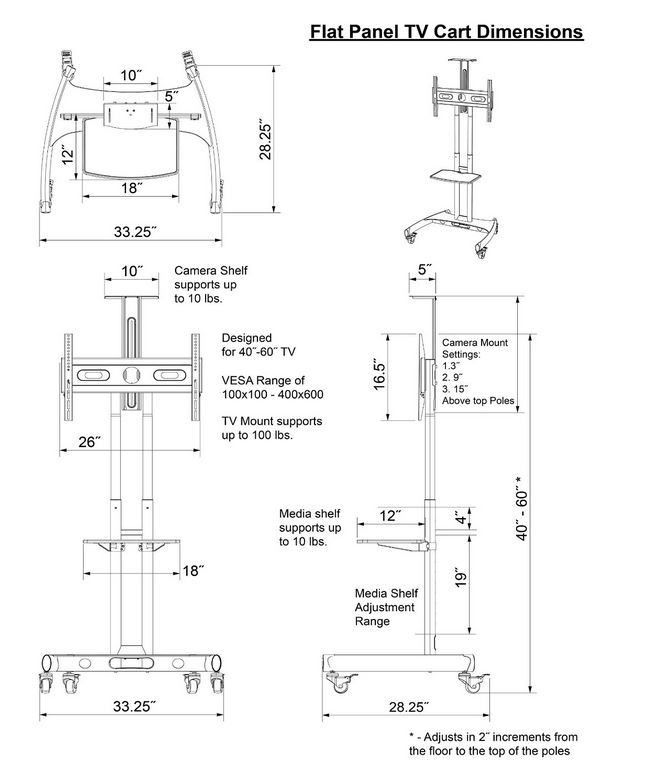 Flat Panel TV Cart Dimensions
10″
5″
28.25″
12″
18″
33.25″
10″
Camera Shelf
supports up
to 10 lbs.
5″
Designed
for 40″-60″ TV
VESA Range of
100x100 - 400x600
TV Mount supports
up to 100 lbs.
16.5″
Camera Mount
Settings:
1.3″
2. 9″
3. 15″
Above top Poles
26″
40″ - 60″ *
Media shelf
supports up
to 10 lbs.
12″
4″
18″
19″
Media Shelf
Adjustment
Range
33.25″
28.25″
* - Adjusts in 2″ increments from
the floor to the top of the poles